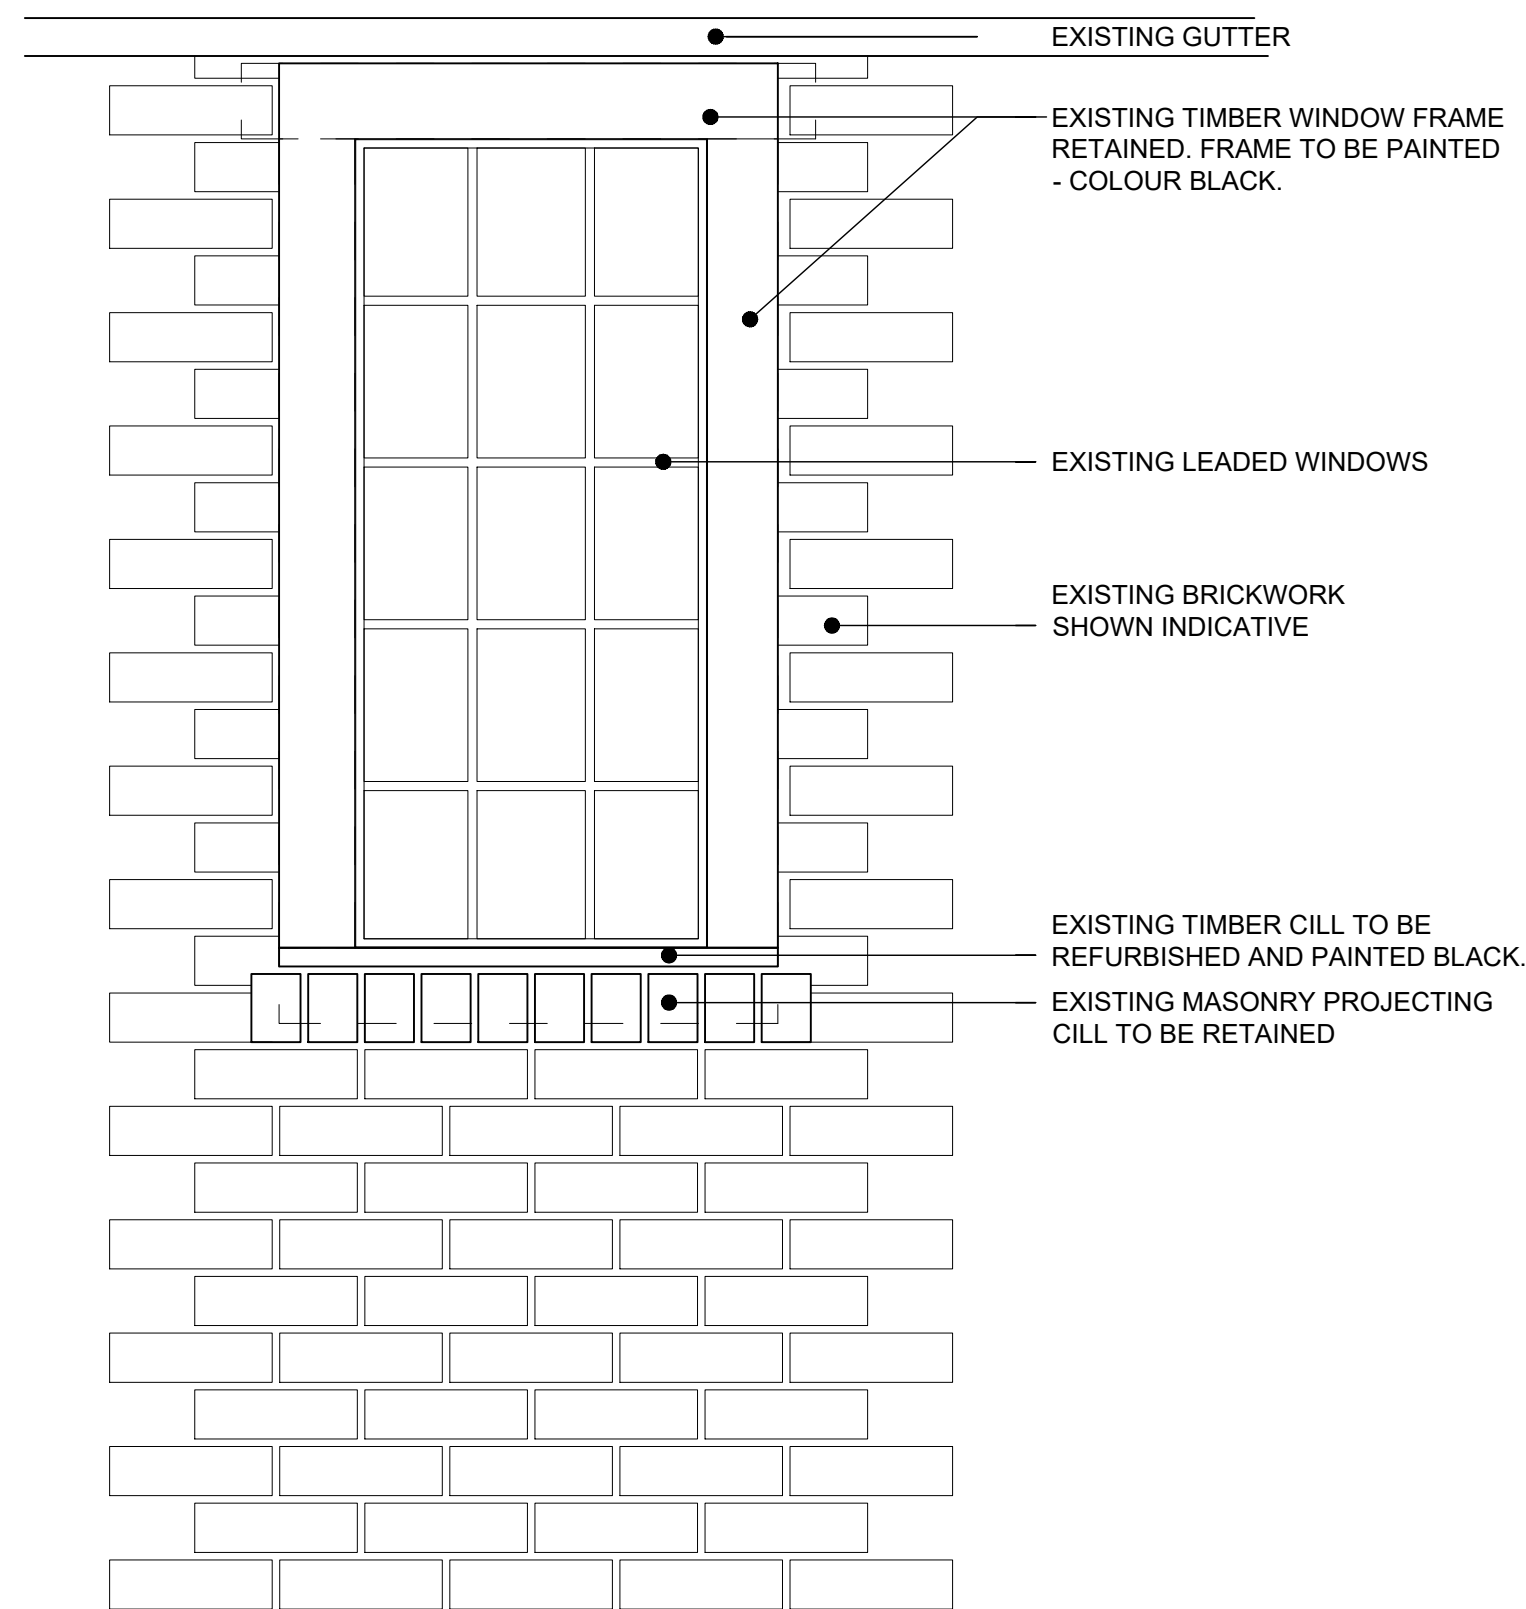 EXISTING GUTTER
EXISTING TIMBER WINDOW FRAME
RETAINED. FRAME TO BE PAINTED
- COLOUR BLACK.
EXISTING LEADED WINDOWS
EXISTING BRICKWORK
SHOWN INDICATIVE
EXISTING TIMBER CILL TO BE
REFURBISHED AND PAINTED BLACK.
EXISTING MASONRY PROJECTING
CILL TO BE RETAINED